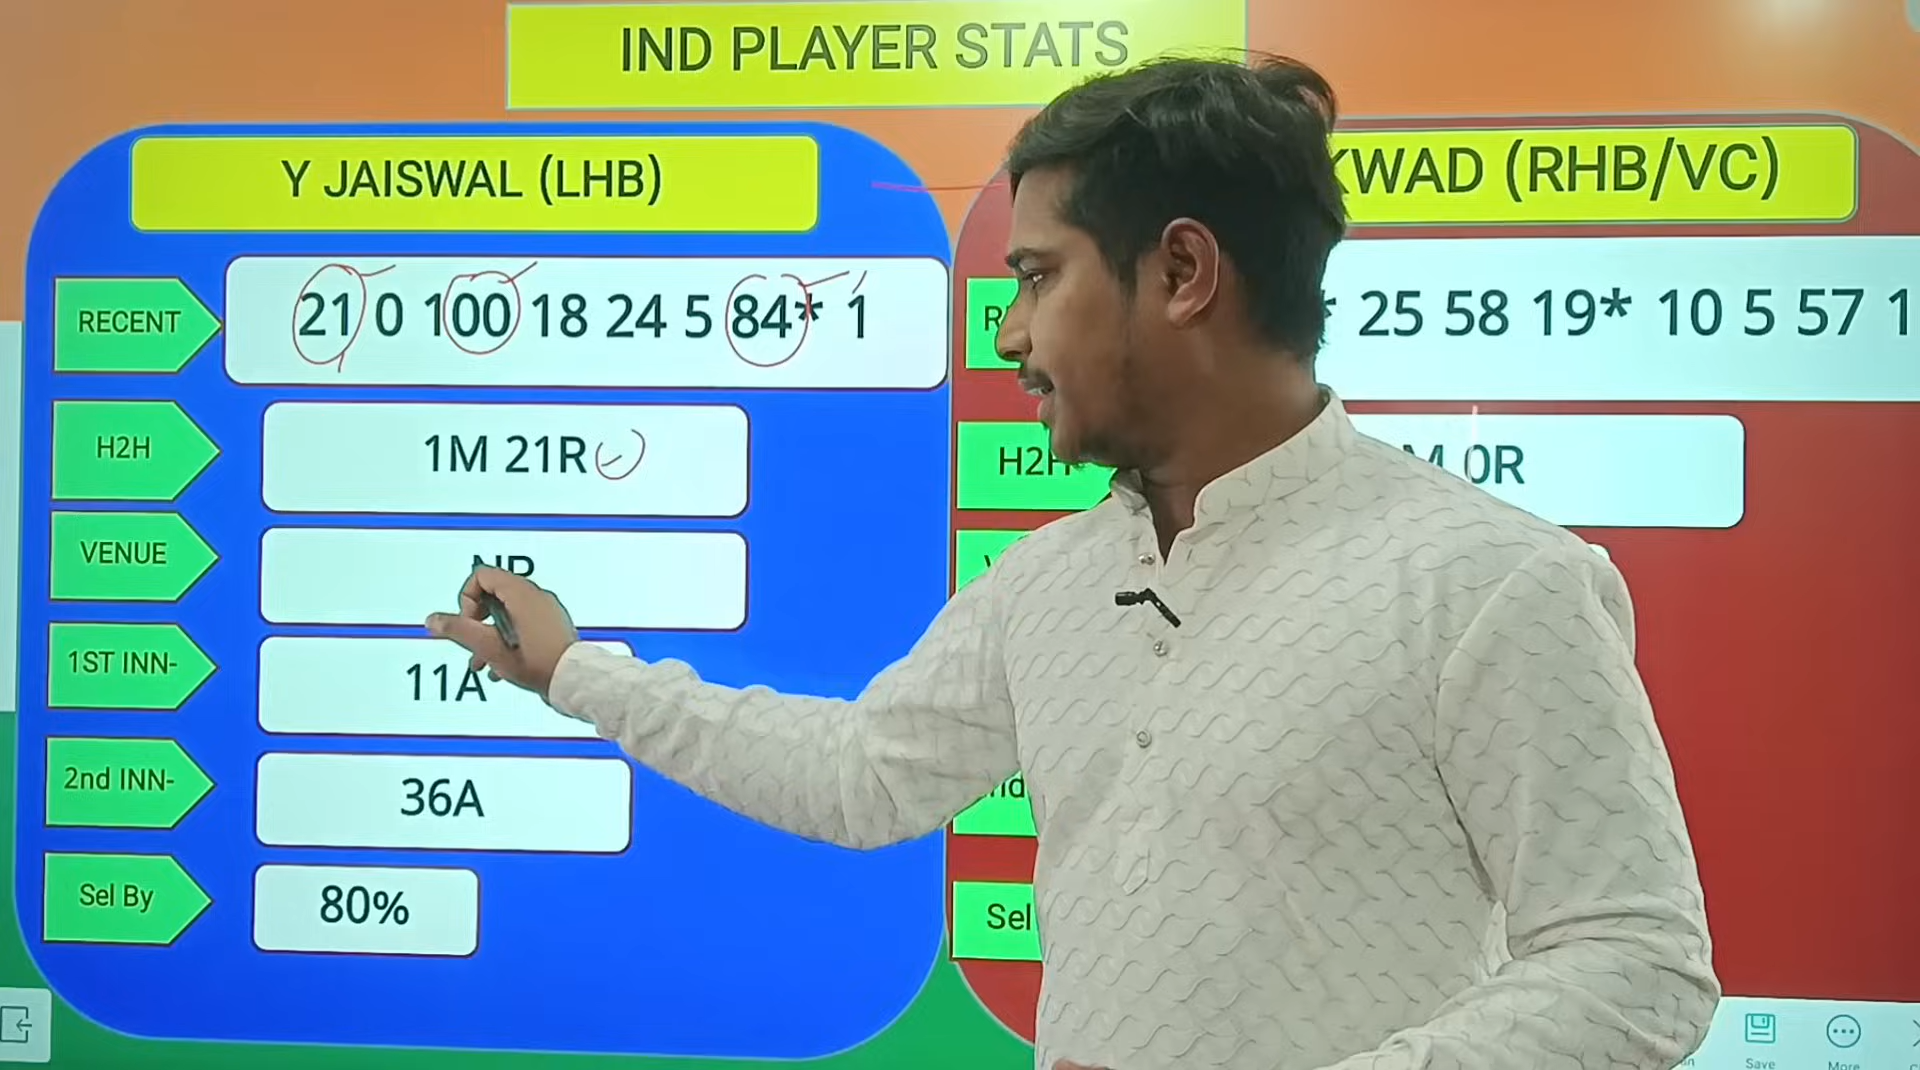 IND PLAYER STATS
Y JAISWAL (LHB)
RECENT
21 0 100 18 24 5 84* 1
H2H
1M 21R
VENUE
1ST INN-
11A
2nd INN-
36A
Sel By
80%
KWAD (RHB/VC)
* 25 58 19* 10 5 57 1
H2H
M 0R
Sel
Save
More